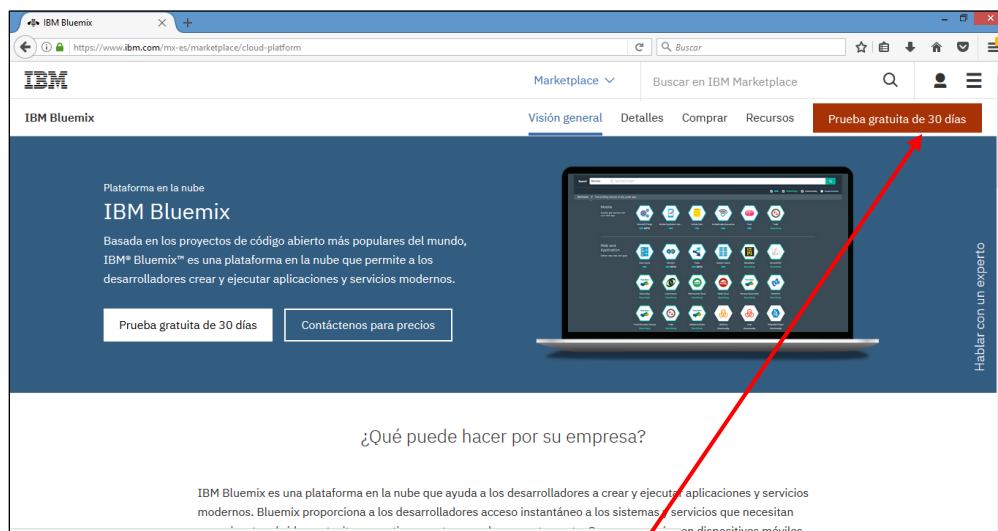 IBM Bluemix
https://www.ibm.com/mx-es/marketplace/cloud-platform
Buscar
IBM
Marketplace
Buscar en IBM Marketplace
IBM Bluemix
Visión general
Detalles
Comprar
Recursos
Prueba gratuita de 30 días
Plataforma en la nube
IBM Bluemix
Basada en los proyectos de código abierto más populares del mundo,
IBM® Bluemix™ es una plataforma en la nube que permite a los
desarrolladores crear y ejecutar aplicaciones y servicios modernos.
Prueba gratuita de 30 días
Contáctenos para precios
Hablar con un experto
¿Qué puede hacer por su empresa?
IBM Bluemix es una plataforma en la nube que ayuda a los desarrolladores a crear y ejecutar aplicaciones y servicios
modernos. Bluemix proporciona a los desarrolladores acceso instantáneo a los sistemas y servicios que necesitan
en dispositivos móviles